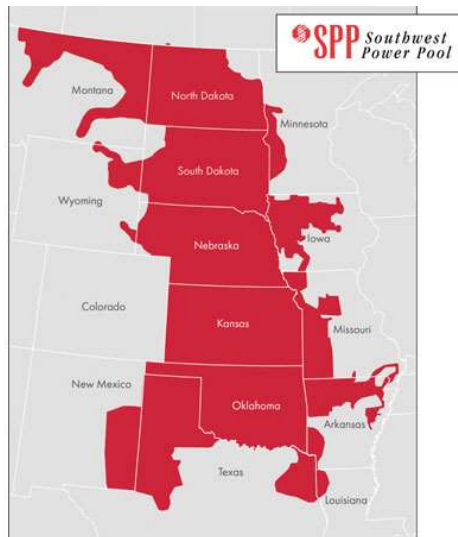 SPP Southwest
Power Pool
Montana
North Dakota
Minnesota
South Dakota
Wyoming
Nebraska
Iowa
Colorado
Kansas
Missouri
New Mexico
Oklahoma
Arkansas
Texas
Louisiana